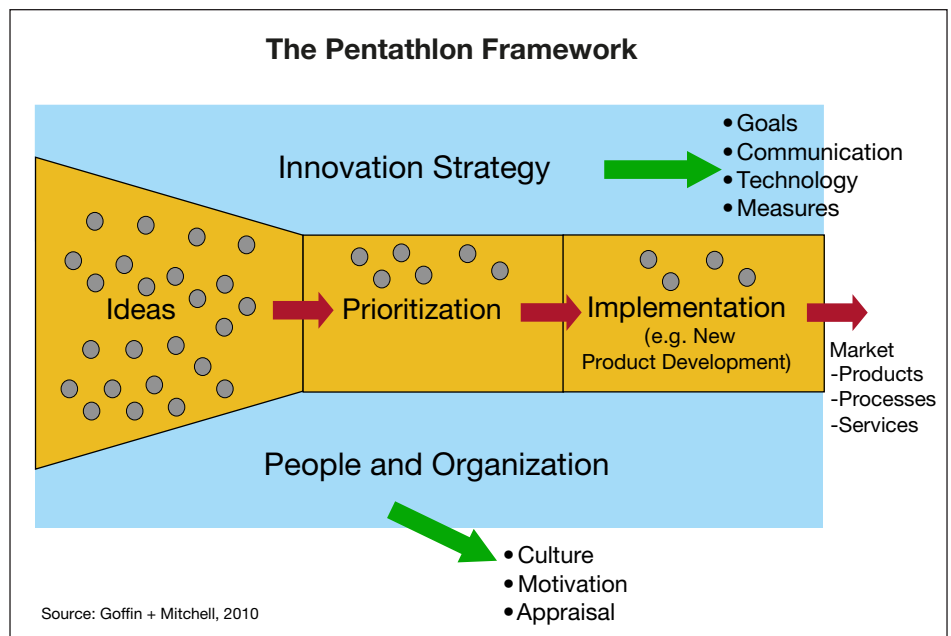 The Pentathlon Framework
Innovation Strategy
• Goals
• Communication
• Technology
• Measures
Ideas
Prioritization
Implementation
(e.g. New
Product Development)
Market
-Products
-Processes
-Services
People and Organization
• Culture
• Motivation
• Appraisal
Source: Goffin + Mitchell, 2010